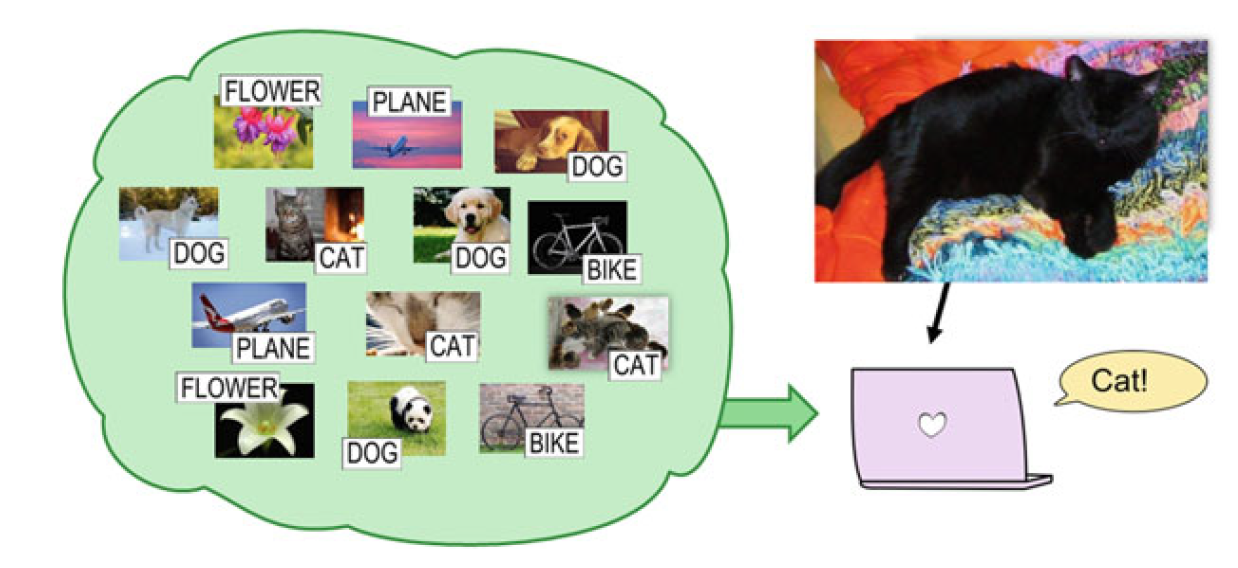 FLOWER
PLANE
DOG
DOG
CAT
DOG
BIKE
PLANE
CAT
CAT
FLOWER
DOG
BIKE
Cat!